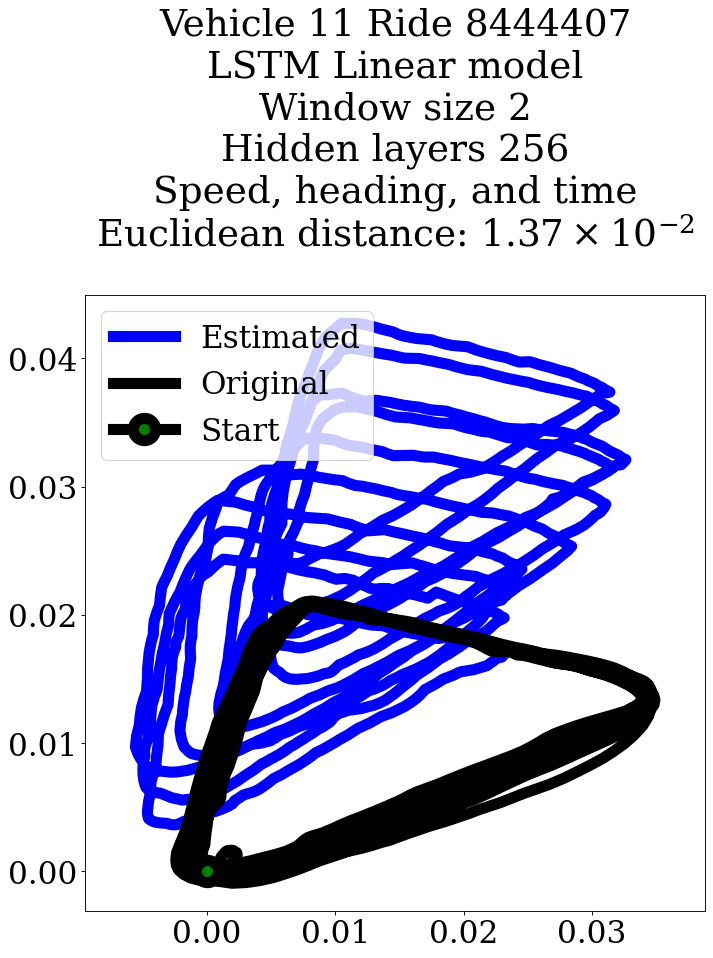 Vehicle 11 Ride 8444407
LSTM Linear model
Window size 2
Hidden layers 256
Speed, heading, and time
Euclidean distance: 1.37 × 10⁻²
Estimated
Original
Start
0.04
0.03
0.02
0.01
0.00
0.00 0.01 0.02 0.03